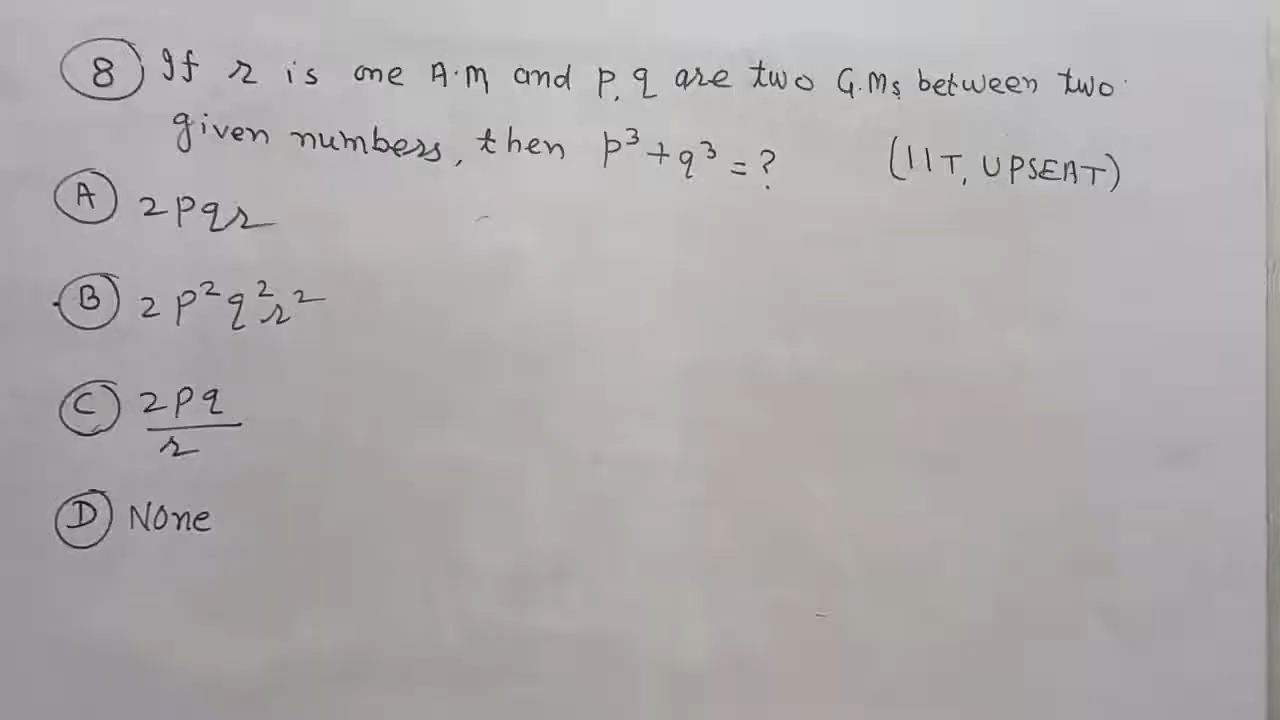 8 If r is one A.M and p, q are two G.Ms between two
given numbers, then p³+q³ = ? (IIT, UPSEAT)
A 2pqr
B 2p²q²r²
C 2pq
r
D None